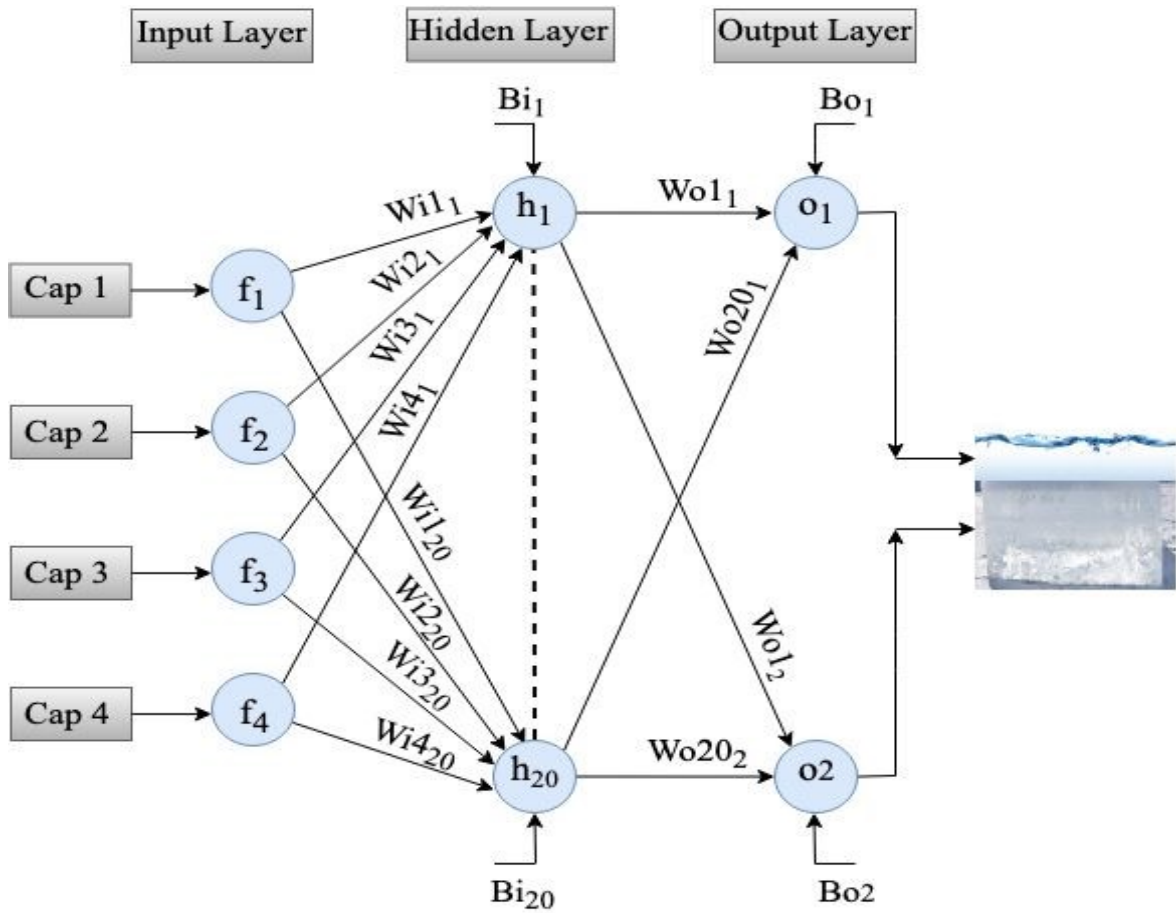 Input Layer
Hidden Layer
Output Layer
Bi₁
Bo₁
Wi1₁
h₁
Wo1₁
o₁
Cap 1
f₁
Wi2₁
Wi3₁
Wo20₁
Wi4₁
Cap 2
f₂
Wi1₂₀
Cap 3
f₃
Wi2₂₀
Wi3₂₀
Wo1₂
Cap 4
f₄
Wi4₂₀
h₂₀
Wo20₂
o2
Bi₂₀
Bo2